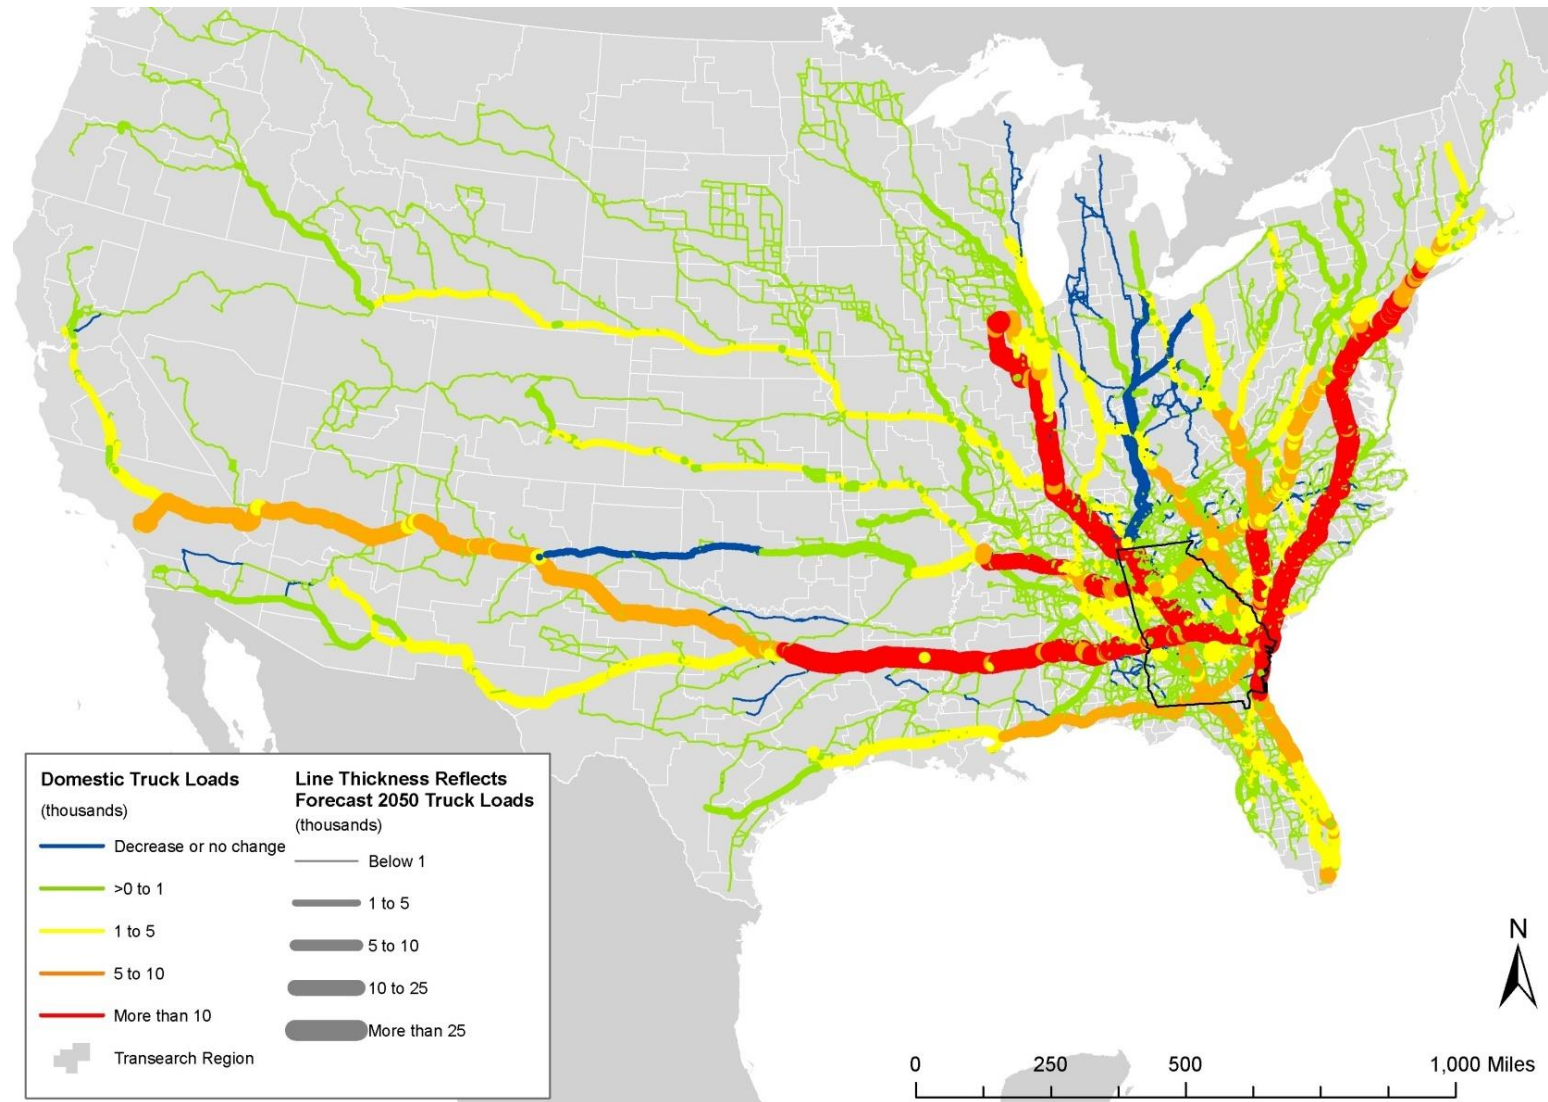 Domestic Truck Loads
(thousands)
Decrease or no change
>0 to 1
1 to 5
5 to 10
More than 10
Transearch Region
Line Thickness Reflects
Forecast 2050 Truck Loads
(thousands)
Below 1
1 to 5
5 to 10
10 to 25
More than 25
N
0 250 500 1,000 Miles